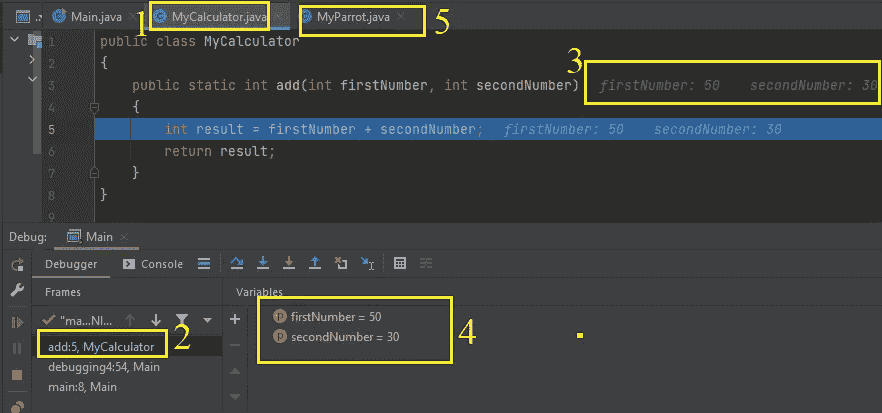 1 5
Main.java MyCalculator.java MyParrot.java
1 public class MyCalculator
2 {
3 public static int add(int firstNumber, int secondNumber) firstNumber: 50 secondNumber: 30
3
4 {
5 int result = firstNumber + secondNumber; firstNumber: 50 secondNumber: 30
6 return result;
7 }
8 }
9
Debug: Main
Debugger Console
Frames Variables
"ma...NI...
firstNumber = 50
secondNumber = 30
4
add:5, MyCalculator
2
debugging4:54, Main
main:8, Main